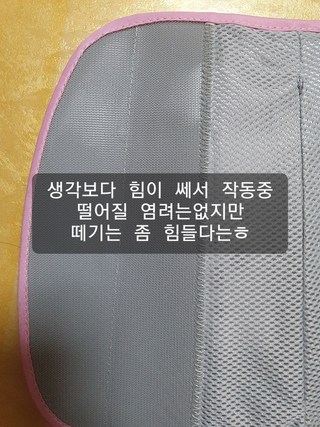 생각보다 힘이 쎄서 작동중
떨어질 염려는없지만
떼기는 좀 힘들다는ㅎ